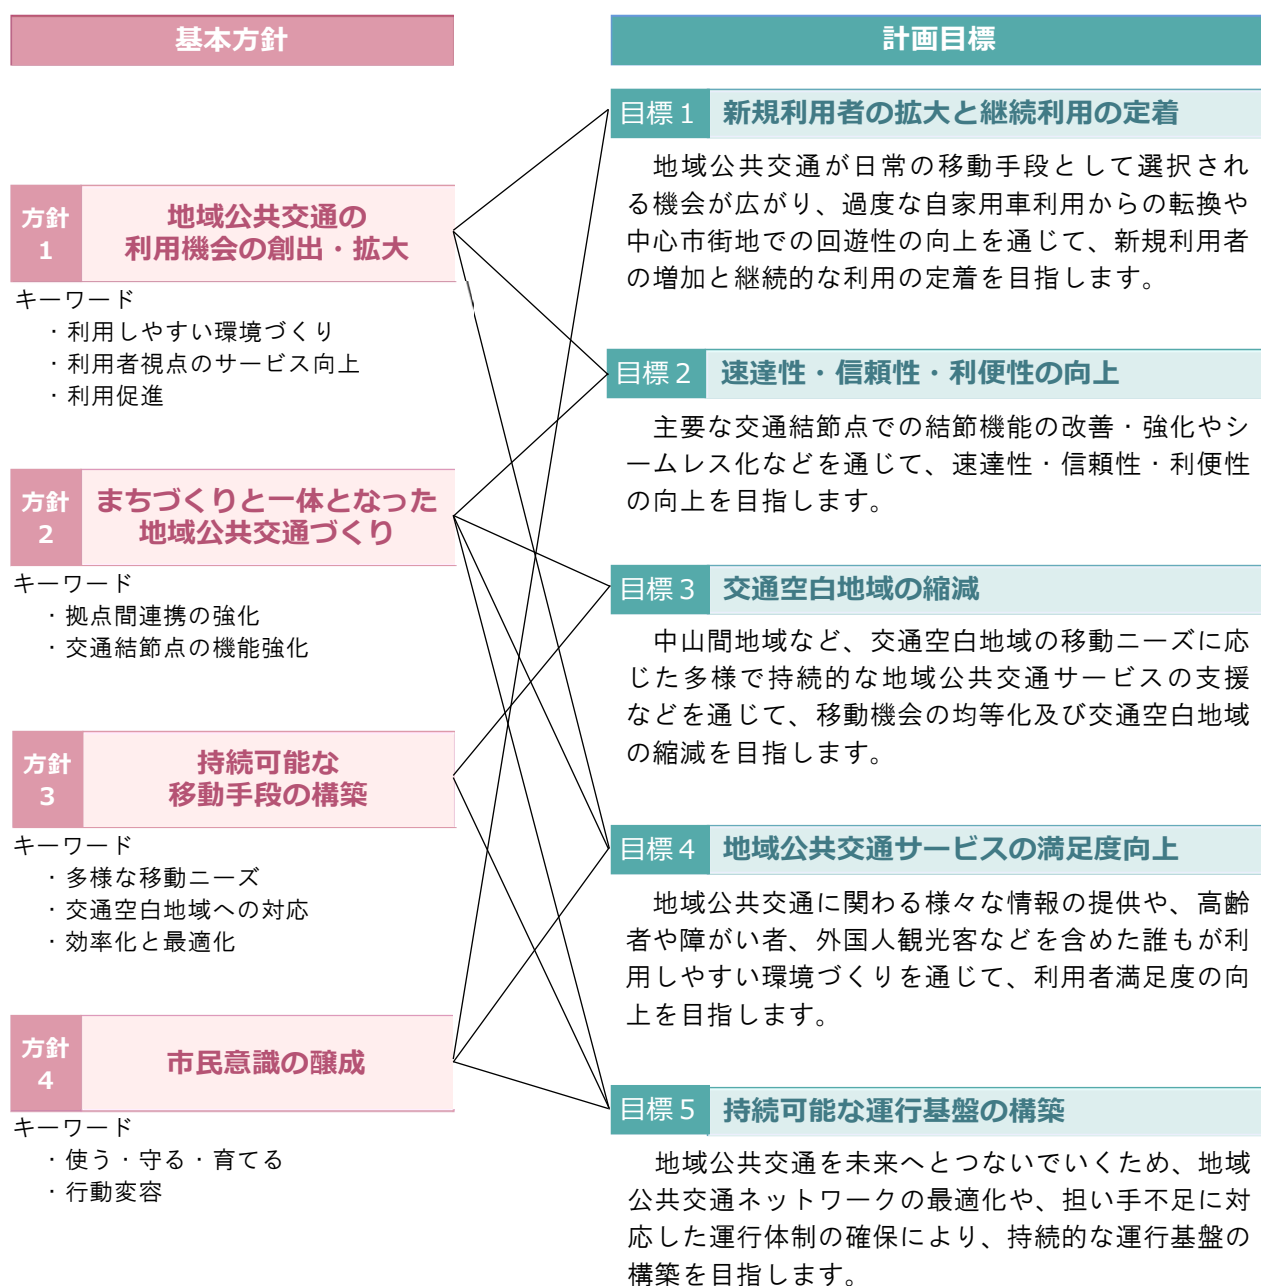 基本方針
方針
1
地域公共交通の
利用機会の創出・拡大
キーワード
・利用しやすい環境づくり
・利用者視点のサービス向上
・利用促進
方針
2
まちづくりと一体となった
地域公共交通づくり
キーワード
・拠点間連携の強化
・交通結節点の機能強化
方針
3
持続可能な
移動手段の構築
キーワード
・多様な移動ニーズ
・交通空白地域への対応
・効率化と最適化
方針
4
市民意識の醸成
キーワード
・使う・守る・育てる
・行動変容
計画目標
目標１ 新規利用者の拡大と継続利用の定着
地域公共交通が日常の移動手段として選択され
る機会が広がり、過度な自家用車利用からの転換や
中心市街地での回遊性の向上を通じて、新規利用者
の増加と継続的な利用の定着を目指します。
目標２ 速達性・信頼性・利便性の向上
主要な交通結節点での結節機能の改善・強化やシ
ームレス化などを通じて、速達性・信頼性・利便性
の向上を目指します。
目標３ 交通空白地域の縮減
中山間地域など、交通空白地域の移動ニーズに応
じた多様で持続的な地域公共交通サービスの支援
などを通じて、移動機会の均等化及び交通空白地域
の縮減を目指します。
目標４ 地域公共交通サービスの満足度向上
地域公共交通に関わる様々な情報の提供や、高齢
者や障がい者、外国人観光客などを含めた誰もが利
用しやすい環境づくりを通じて、利用者満足度の向
上を目指します。
目標５ 持続可能な運行基盤の構築
地域公共交通を未来へとつないでいくため、地域
公共交通ネットワークの最適化や、担い手不足に対
応した運行体制の確保により、持続的な運行基盤の
構築を目指します。